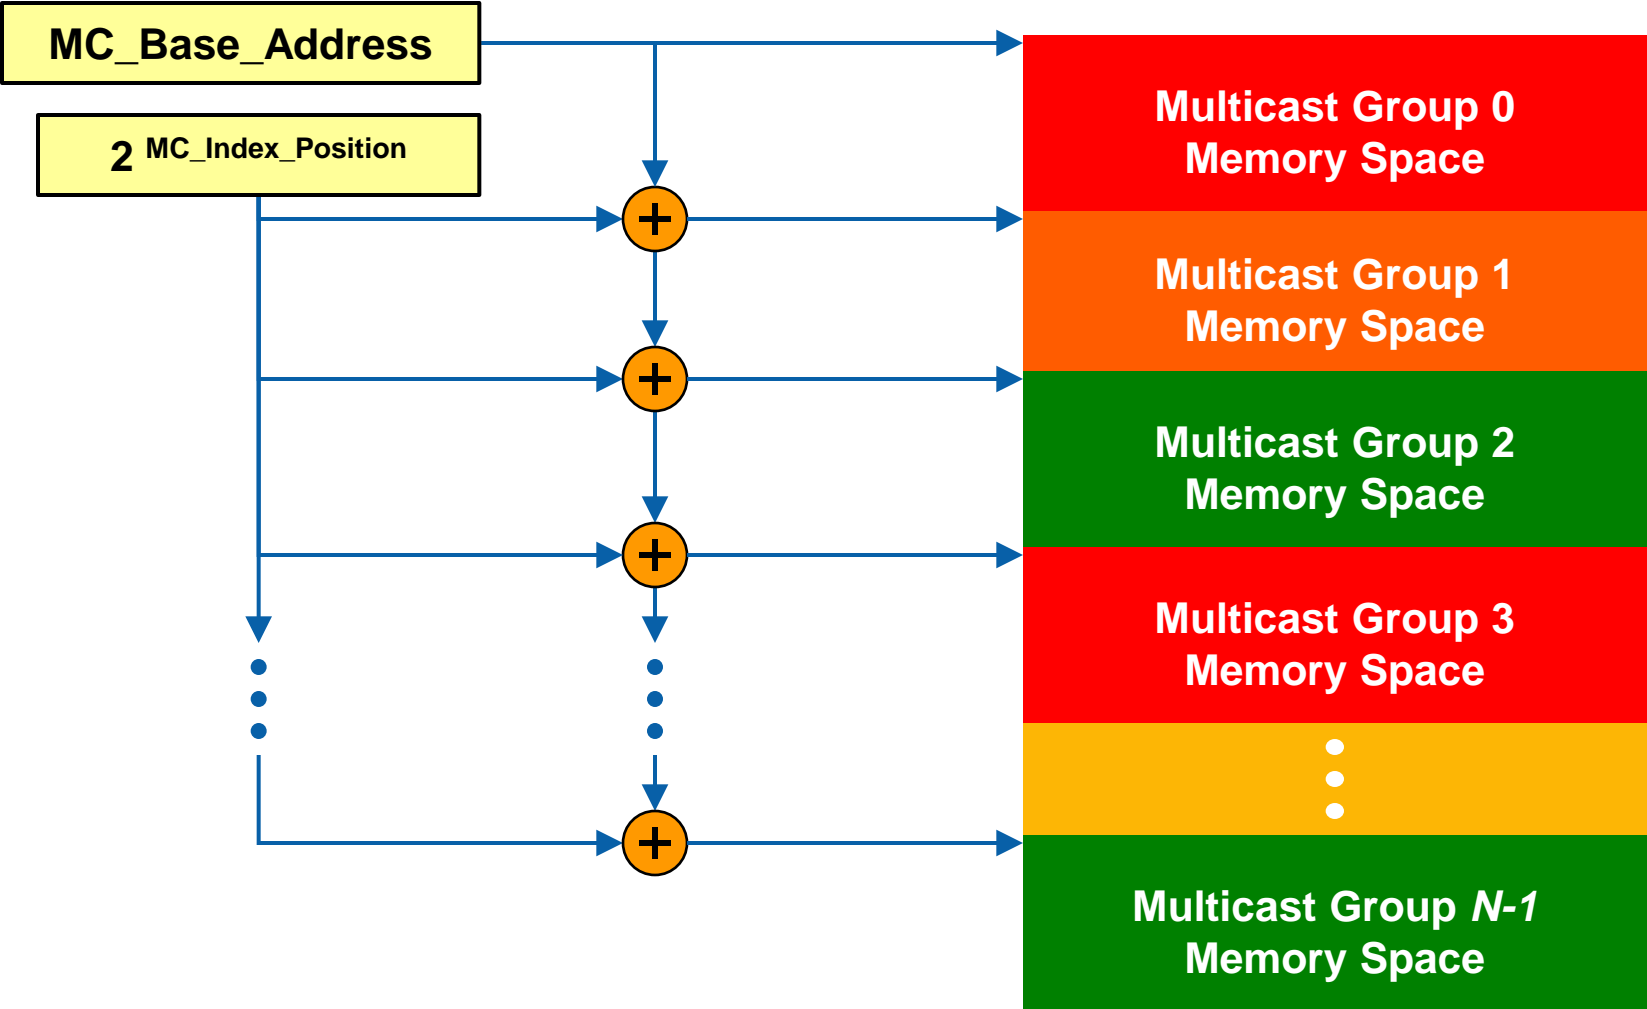 MC_Base_Address
2 MC_Index_Position
Multicast Group 0
Memory Space
Multicast Group 1
Memory Space
Multicast Group 2
Memory Space
Multicast Group 3
Memory Space
Multicast Group N-1
Memory Space